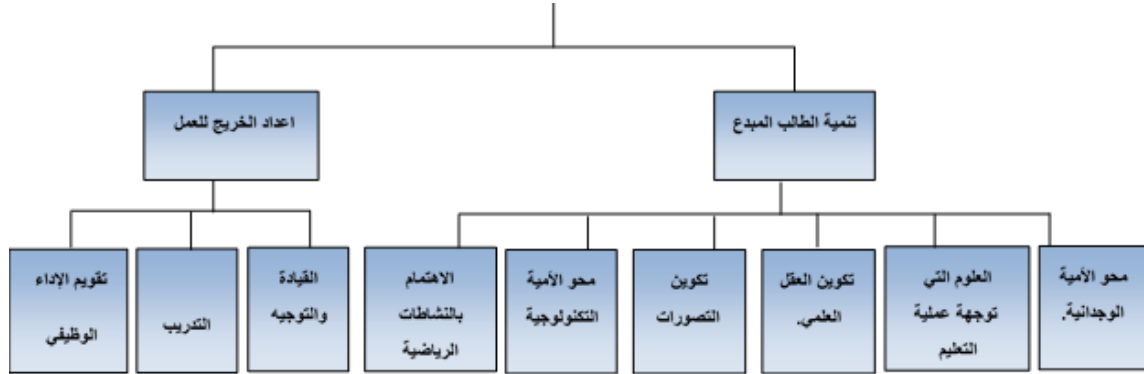 تنمية الطالب المبدع
اعداد الخريج للعمل
محو الأمية
الوجدانية.
العلوم التي
توجهة عملية
التعليم
تكوين العقل
العلمي.
تكوين
التصورات
محو الأمية
التكنولوجية
الاهتمام
بالنشاطات
الرياضية
القيادة
والتوجيه
التدريب
تقويم الإداء
الوظيفي